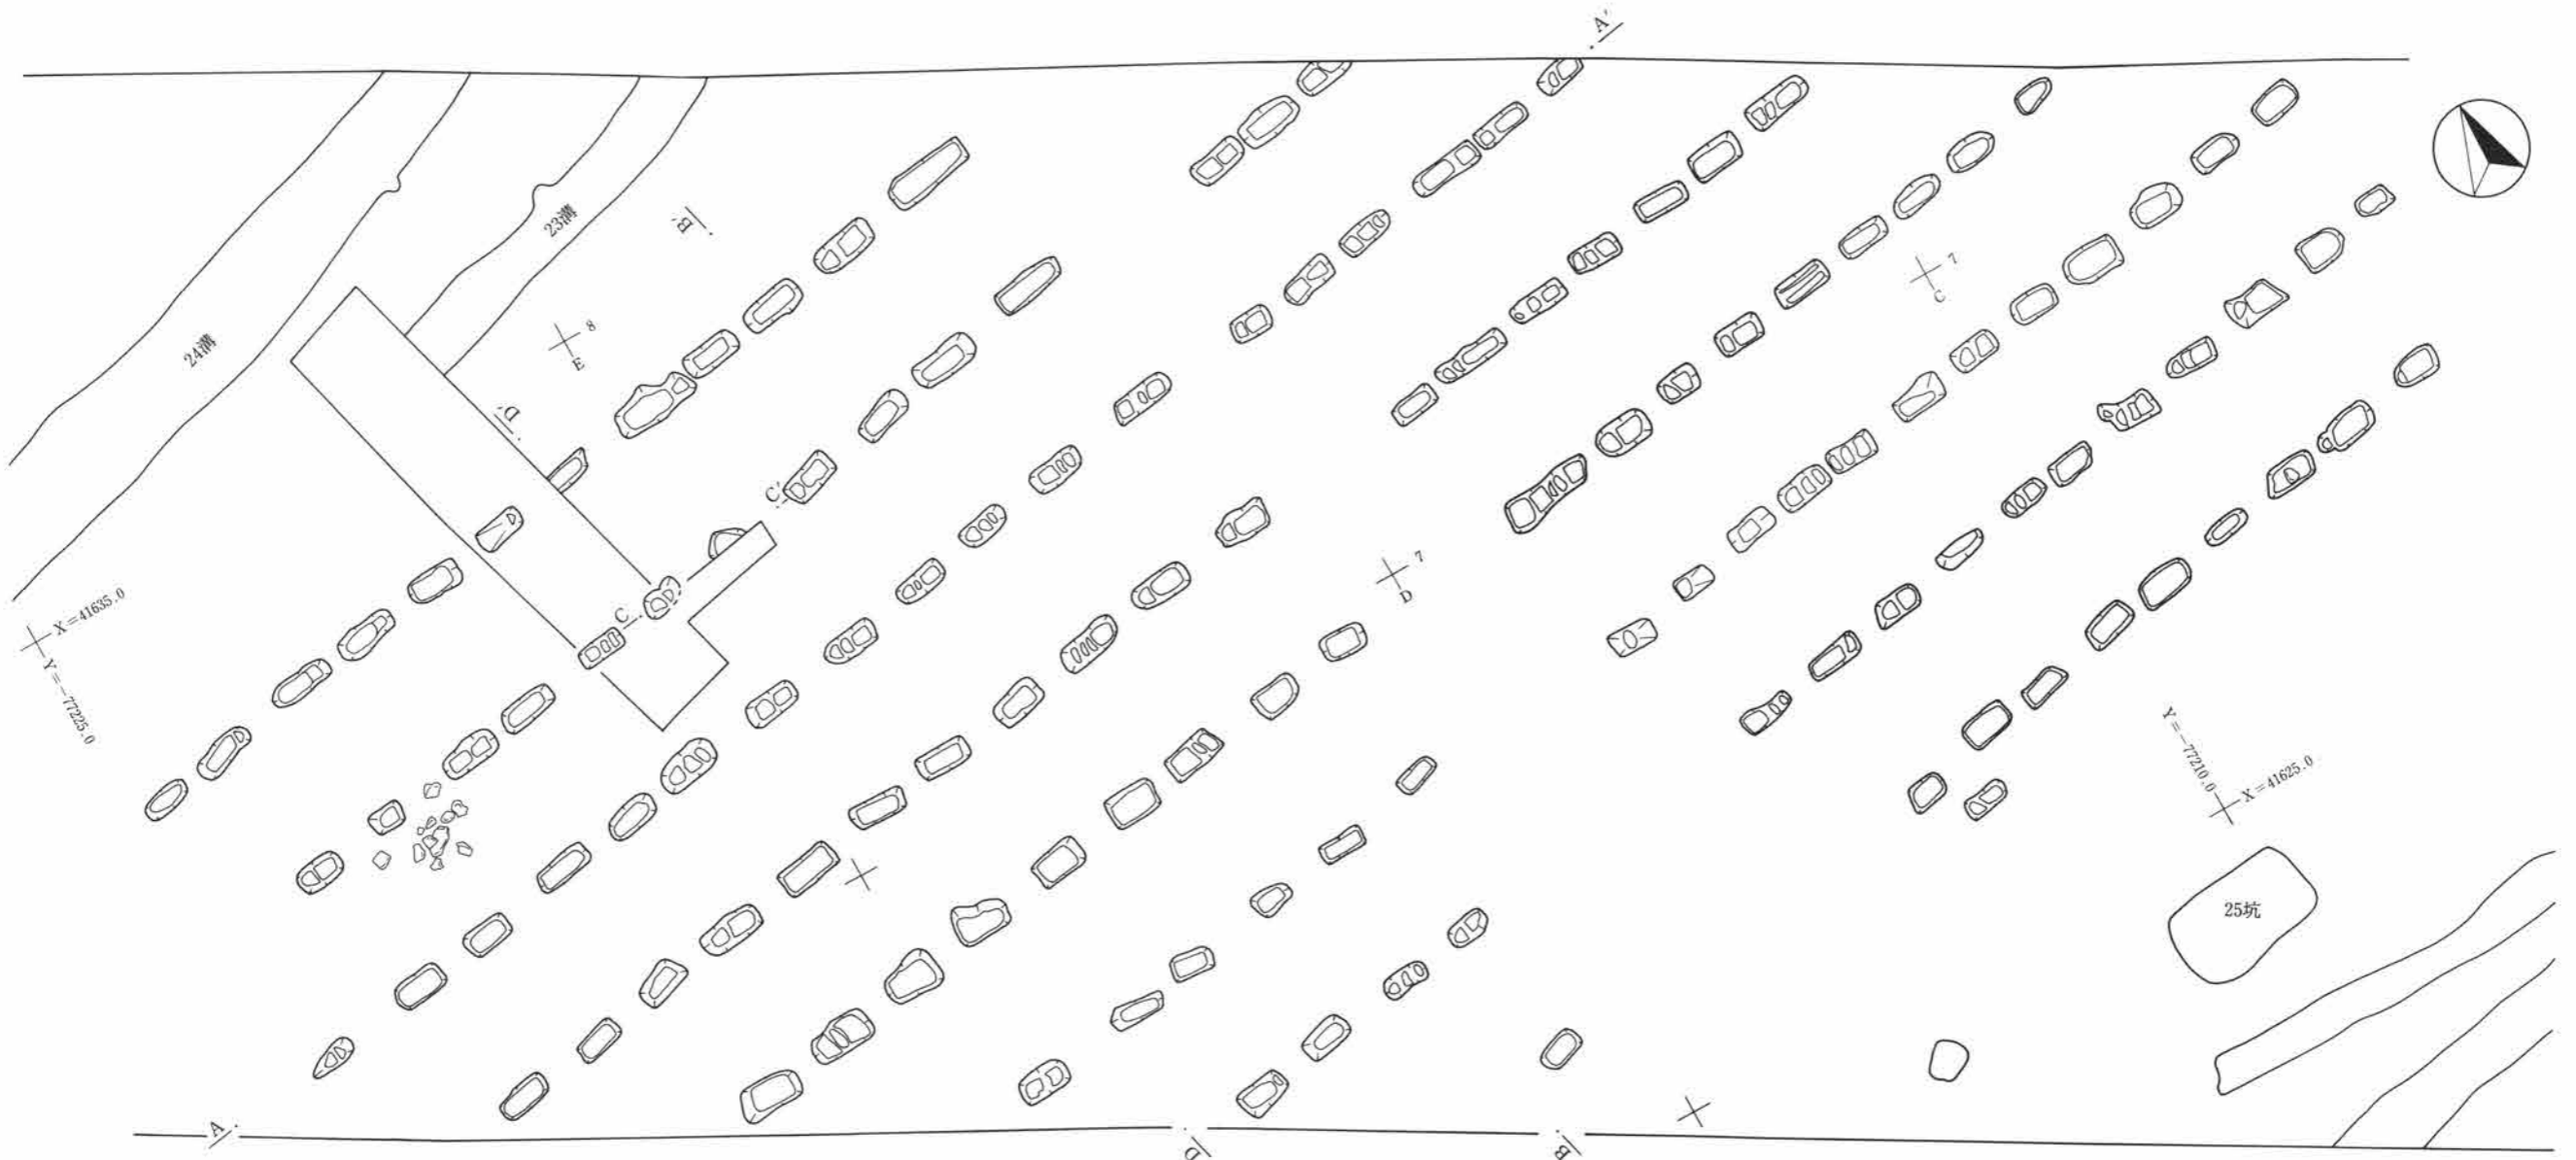 A′
23溝
B′
7
C
24溝
8
E
D′
C′
7
D
C
X＝41635.0
Y＝−77225.0
Y＝−77210.0
X＝41625.0
25坑
A
D
B